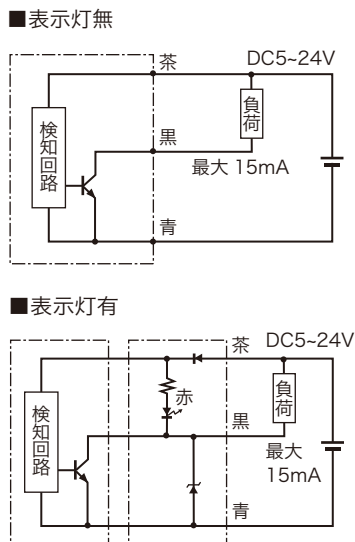 ■表示灯無
茶
DC5~24V
検知回路
負荷
黒
最大 15mA
青
■表示灯有
茶
DC5~24V
検知回路
赤
負荷
黒
最大
15mA
青